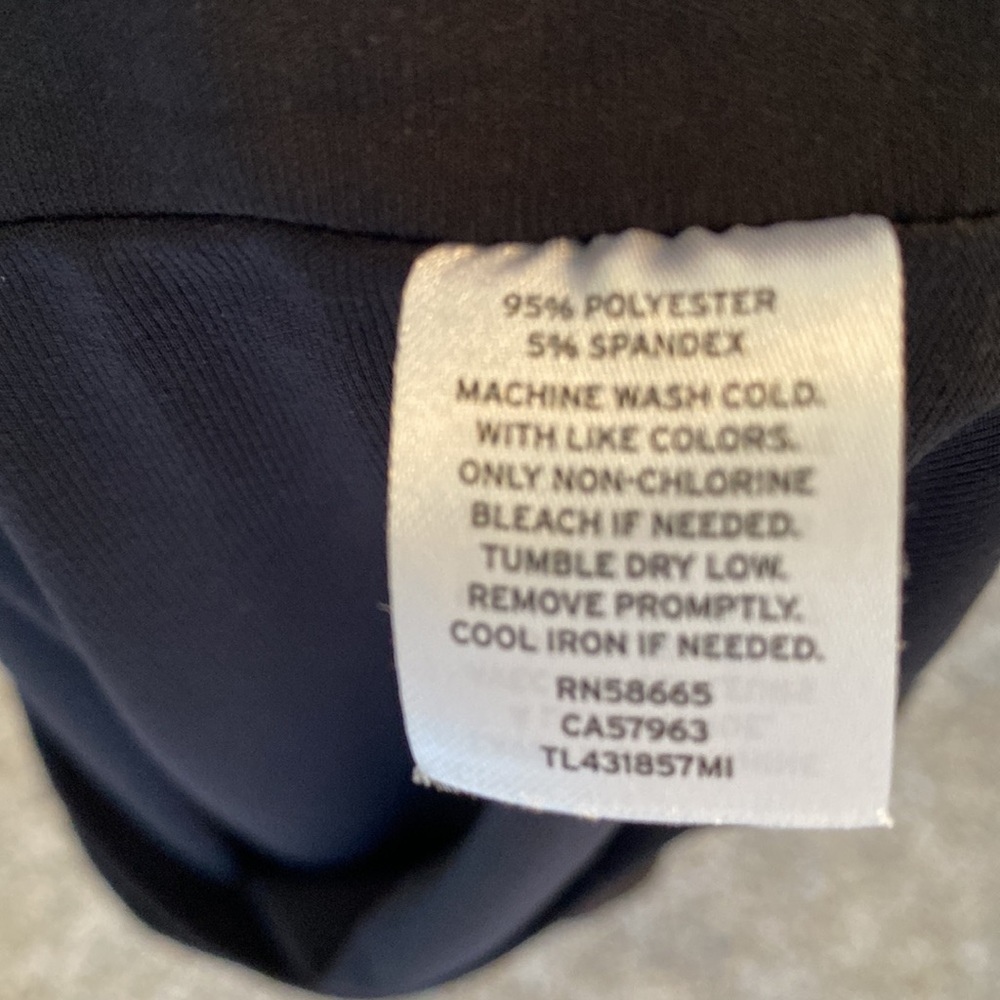 95% POLYESTER
5% SPANDEX
MACHINE WASH COLD.
WITH LIKE COLORS.
ONLY NON-CHLORINE
BLEACH IF NEEDED.
TUMBLE DRY LOW.
REMOVE PROMPTLY.
COOL IRON IF NEEDED.
RN58665
CA57963
TL431857MI